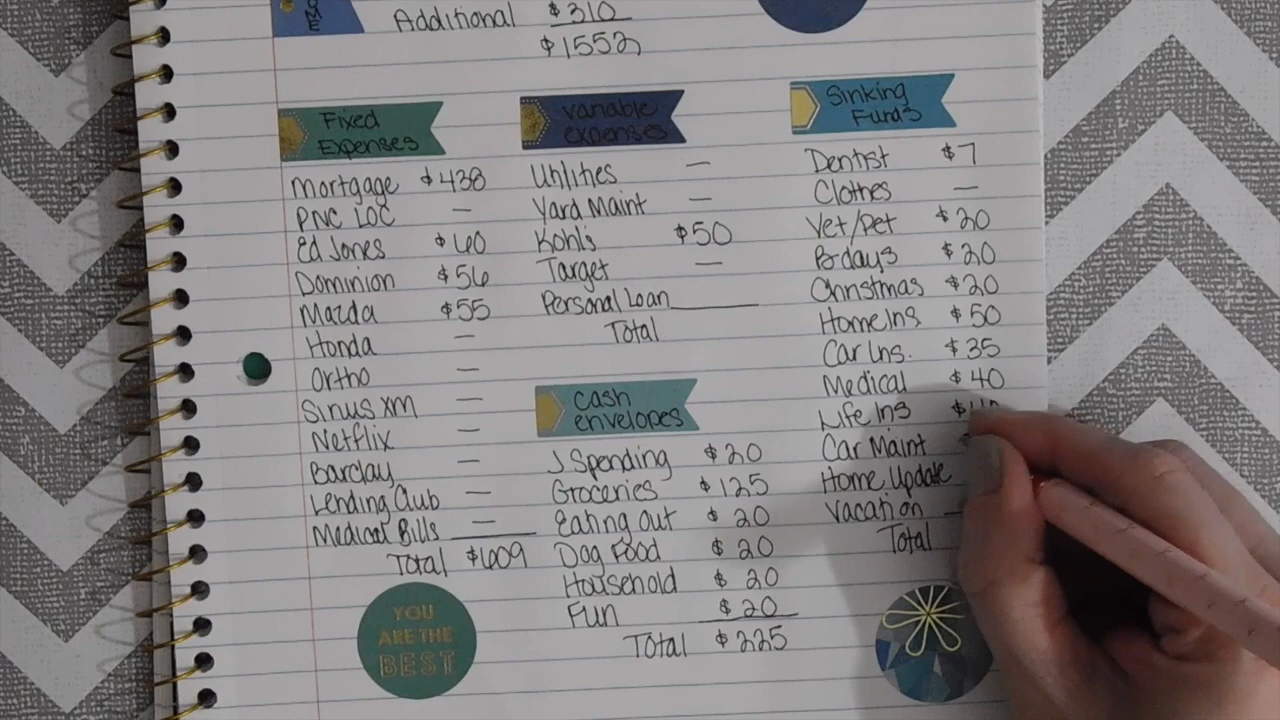 OME
Additional $310
$1552
Fixed
Expenses
Mortgage $438
PNC LOC —
Ed Jones $60
Dominion $56
Mazda $55
Honda —
Ortho —
Sirius xm —
Netflix —
Barclay —
Lending Club —
Medical Bills —
Total $609
YOU
ARE THE
BEST
variable
expenses
Utilities —
Yard Maint —
Kohl's $50
Target —
Personal Loan
Total
cash
envelopes
J Spending $20
Groceries $125
Eating out $20
Dog Food $20
Household $20
Fun $20
Total $225
Sinking
Funds
Dentist $7
Clothes —
Vet/Pet $20
B-days $20
Christmas $20
Home Ins $50
Car Ins. $35
Medical $40
Life Ins
Car Maint
Home Update
Vacation
Total